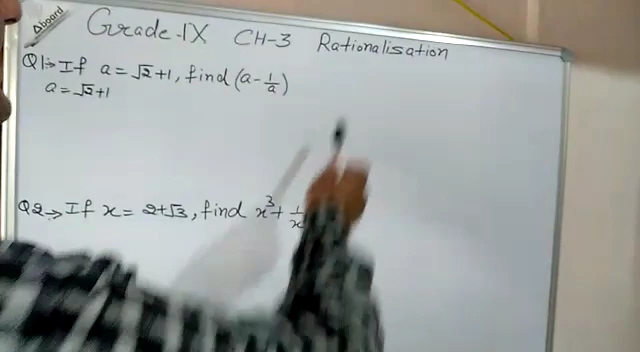 Aboard
Grade-IX CH-3 Rationalisation
Q1→ If a = √2+1, find (a - 1/a)
a = √2+1
Q2→ If x = 2+√3, find x³ + 1/x